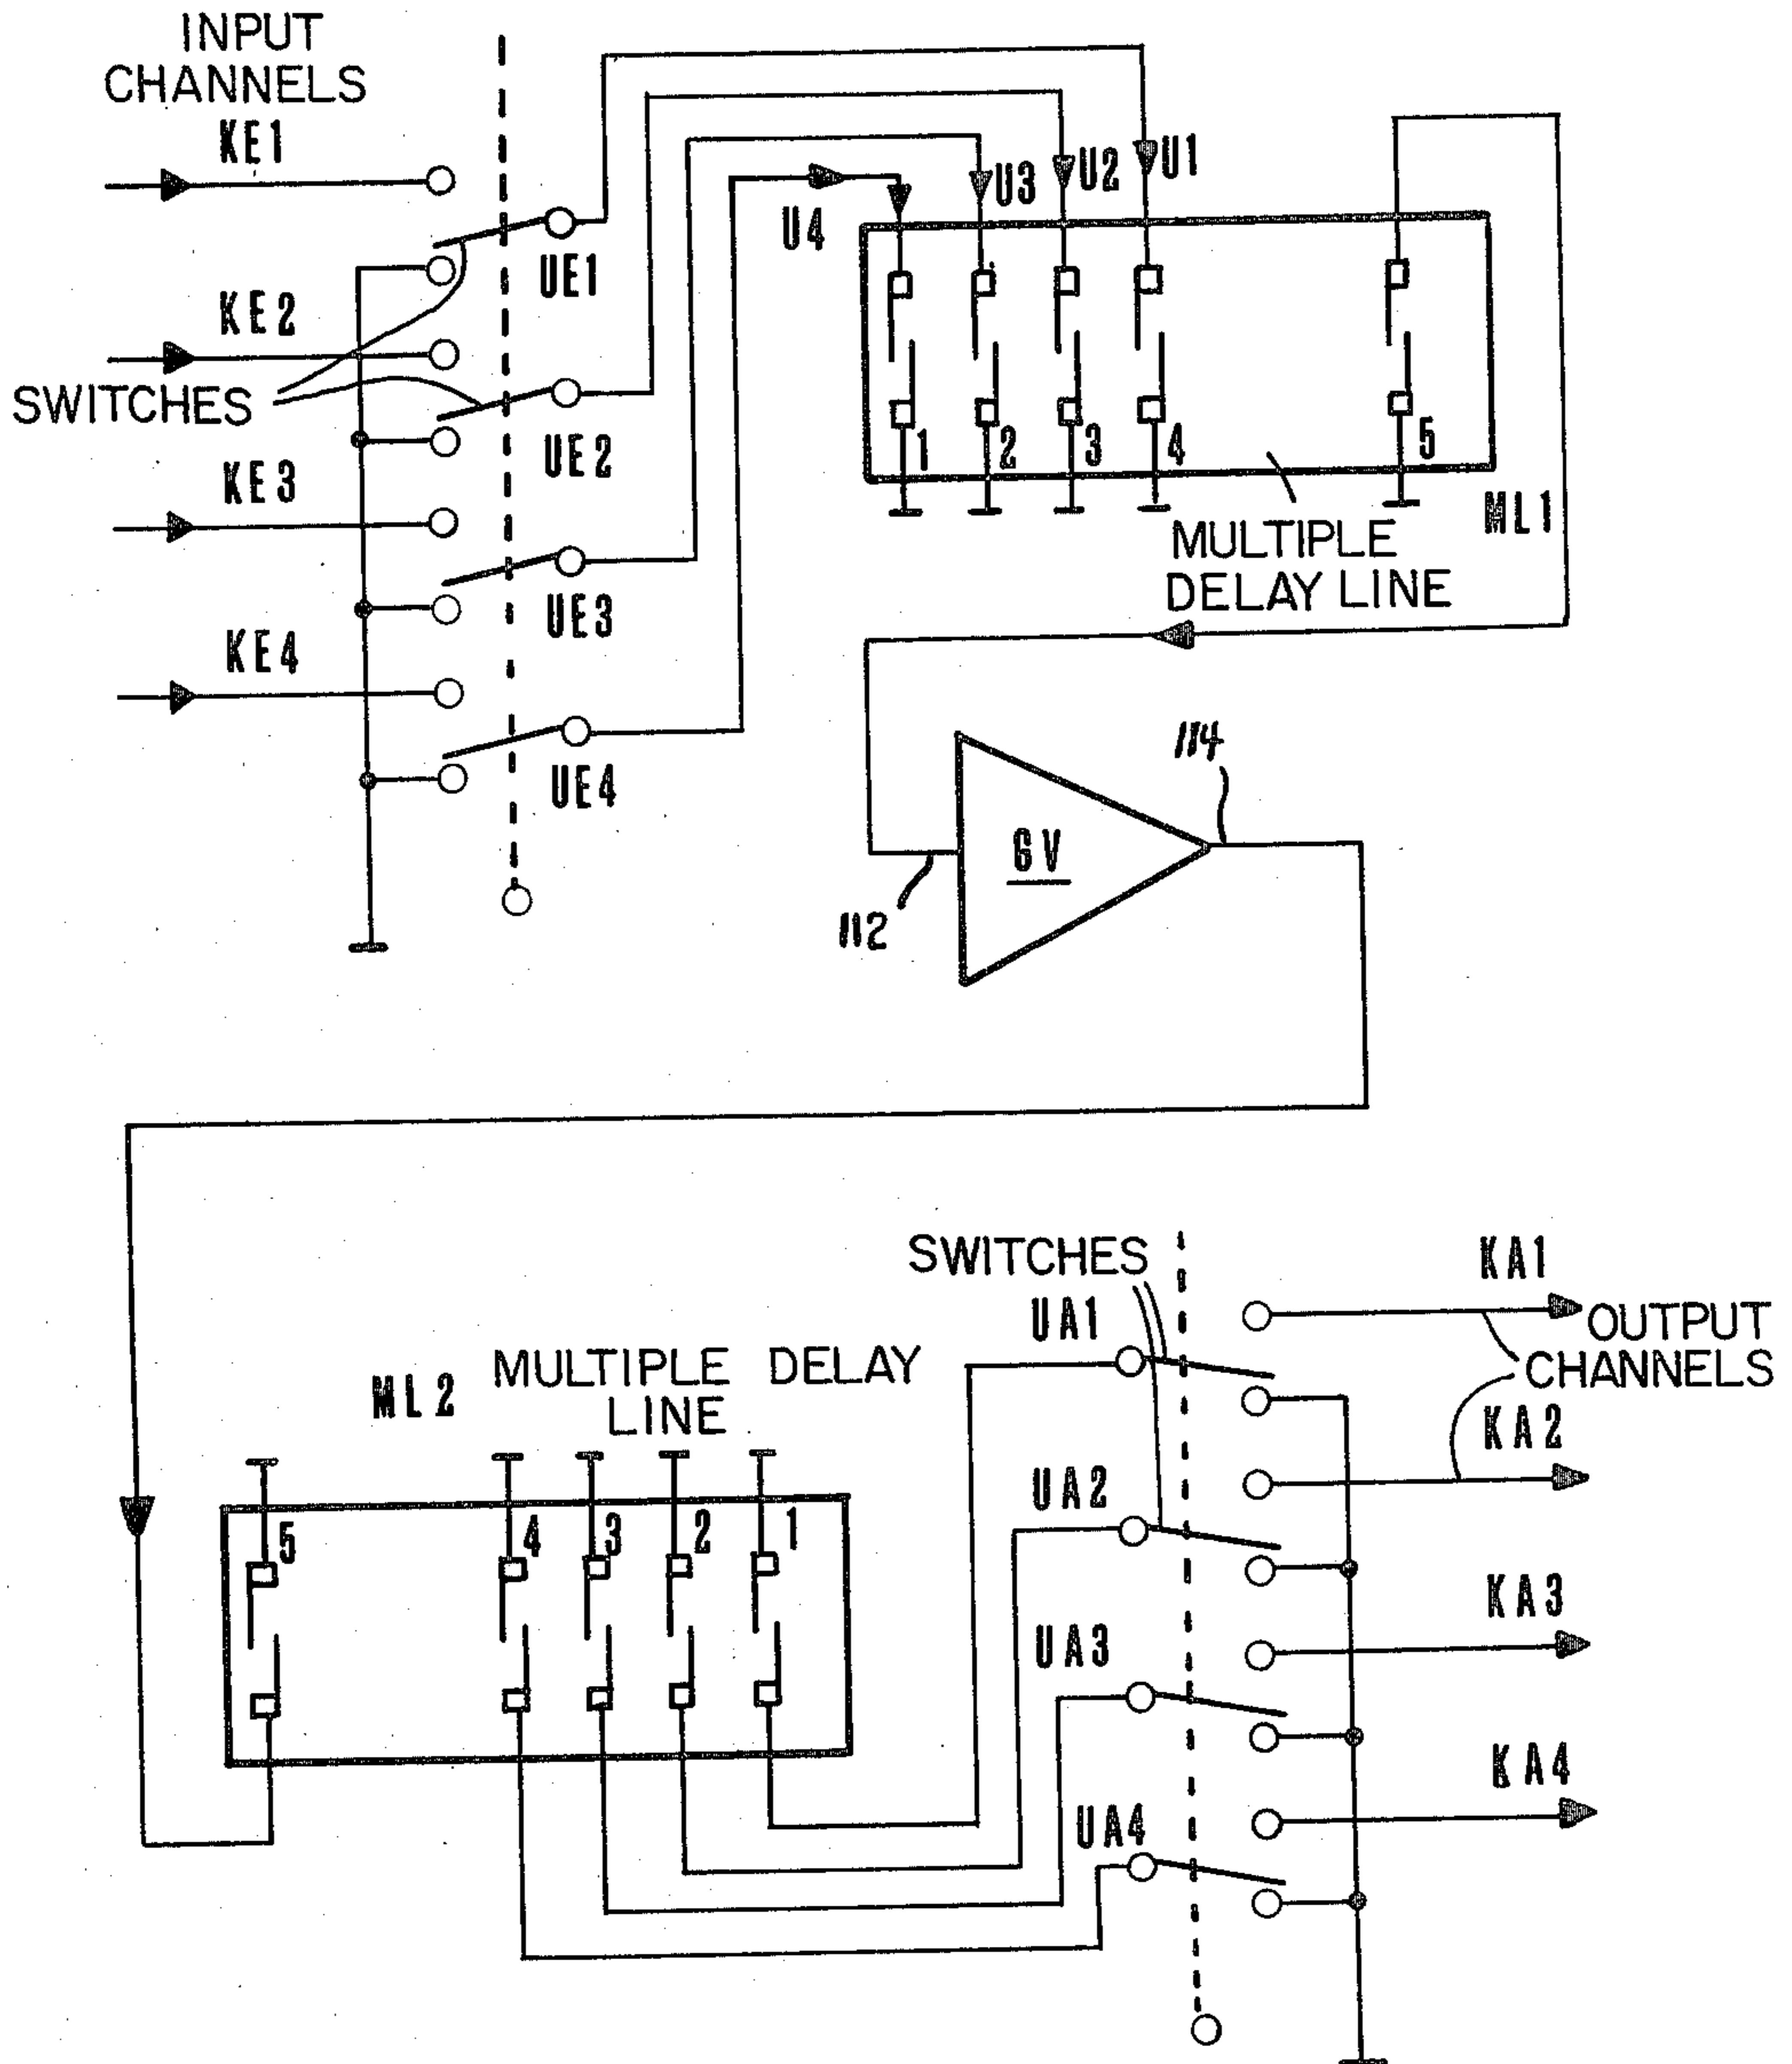 INPUT
CHANNELS
KE1
KE2
SWITCHES
KE3
KE4
UE1
UE2
UE3
UE4
U4
U3
U2
U1
1
2
3
4
5
ML1
MULTIPLE
DELAY LINE
GV
112
114
ML2
MULTIPLE DELAY
LINE
5
4
3
2
1
SWITCHES
UA1
UA2
UA3
UA4
KA1
OUTPUT
CHANNELS
KA2
KA3
KA4